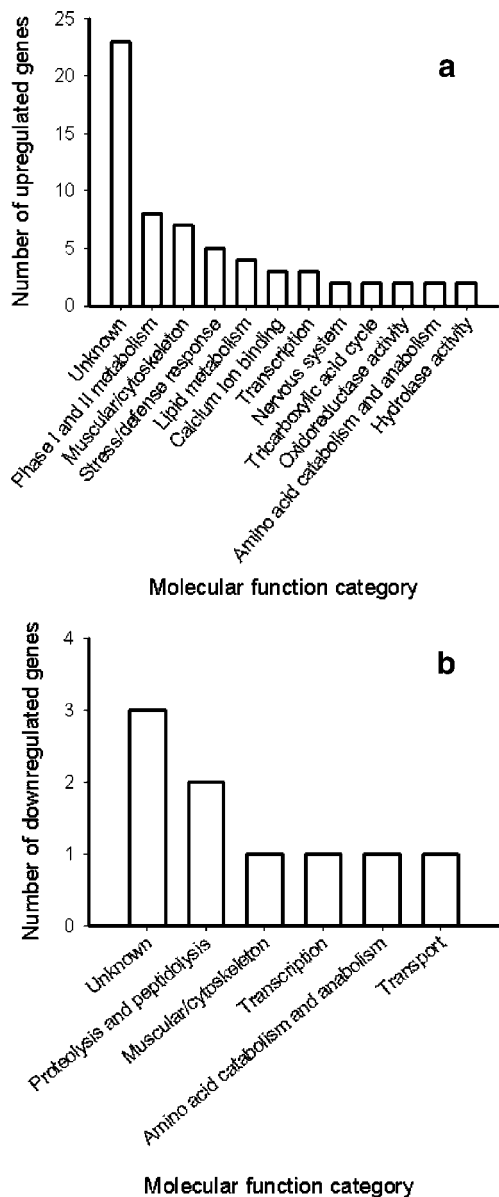 a
Number of upregulated genes
25
20
15
10
5
0
Unknown
Phase I and II metabolism
Muscular/cytoskeleton
Stress/defense response
Lipid metabolism
Calcium Ion binding
Transcription
Nervous system
Tricarboxylic acid cycle
Oxidoreductase activity
Amino acid catabolism and anabolism
Hydrolase activity
Molecular function category
b
Number of downregulated genes
4
3
2
1
0
Unknown
Proteolysis and peptidolysis
Muscular/cytoskeleton
Transcription
Amino acid catabolism and anabolism
Transport
Molecular function category